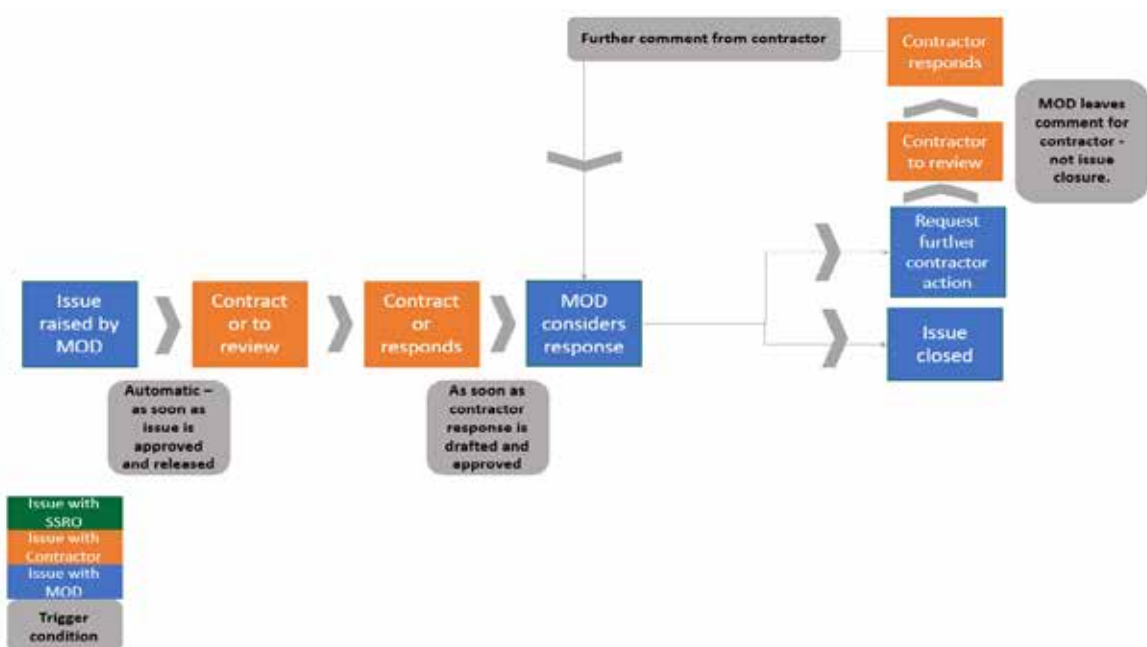 Further comment from contractor
Contractor
responds
MOD leaves
comment for
contractor -
not issue
closure.
Contractor
to review
Request
further
contractor
action
Issue
raised by
MOD
Contract
or to
review
Contract
or
responds
MOD
considers
response
Issue
closed
Automatic –
as soon as
issue is
approved
and released
As soon as
contractor
response is
drafted and
approved
Issue with
SSRO
Issue with
Contractor
Issue with
MOD
Trigger
condition